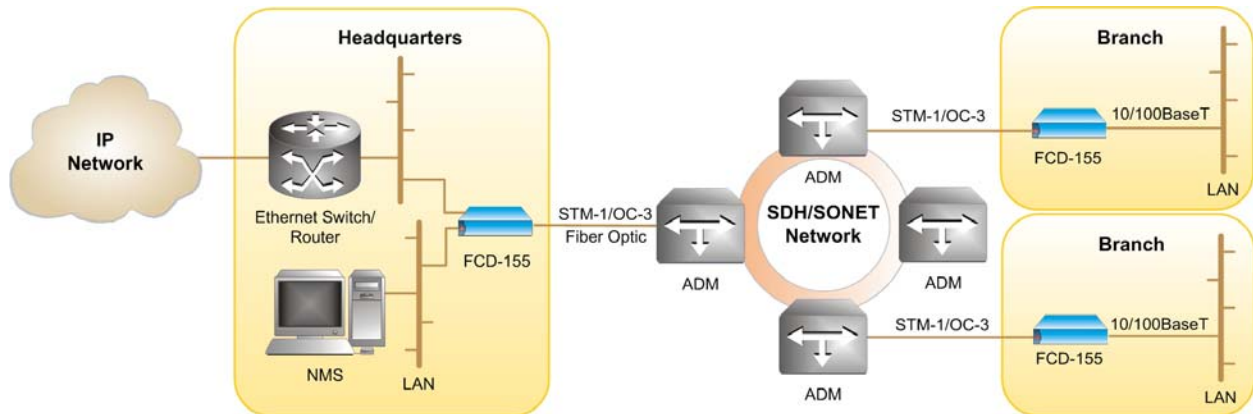 Headquarters
IP
Network
Ethernet Switch/
Router
NMS
LAN
FCD-155
STM-1/OC-3
Fiber Optic
ADM
ADM
SDH/SONET
Network
ADM
ADM
STM-1/OC-3
STM-1/OC-3
Branch
10/100BaseT
FCD-155
LAN
Branch
10/100BaseT
FCD-155
LAN